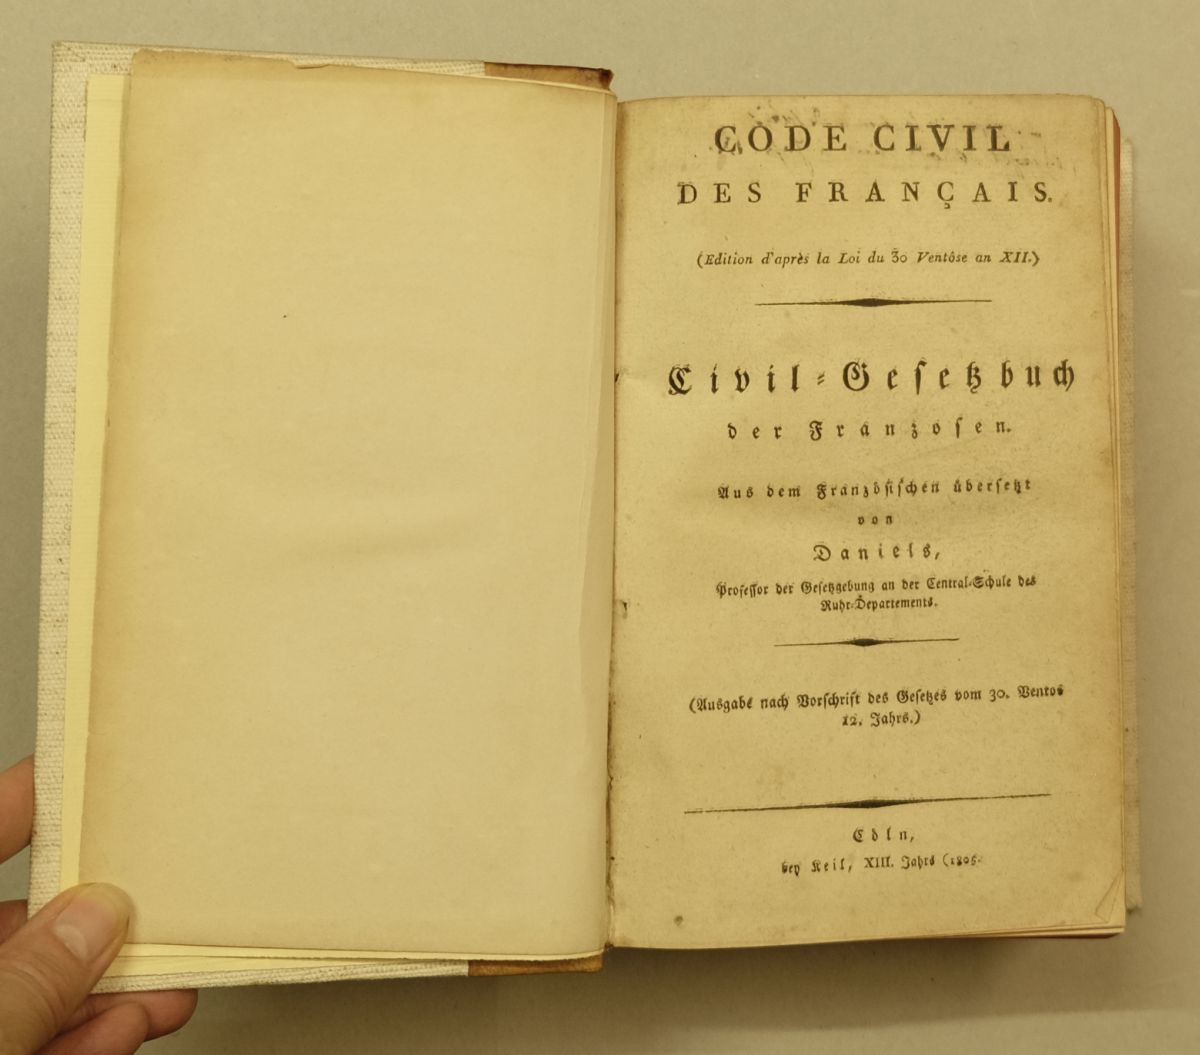 CODE CIVIL
DES FRANÇAIS.
(Edition d'après la Loi du 30 Ventôse an XII.)
Civil-Geſetzbuch
der Franzoſen.
Aus dem Franzöſiſchen überſetzt
von
Daniels,
Profeſſor der Geſetzgebung an der Central-Schule des
Ruhr-Departements.
(Ausgabe nach Vorſchrift des Geſetzes vom 30. Ventos
12. Jahrs.)
Cöln,
bey Keil, XIII. Jahrs (1805.